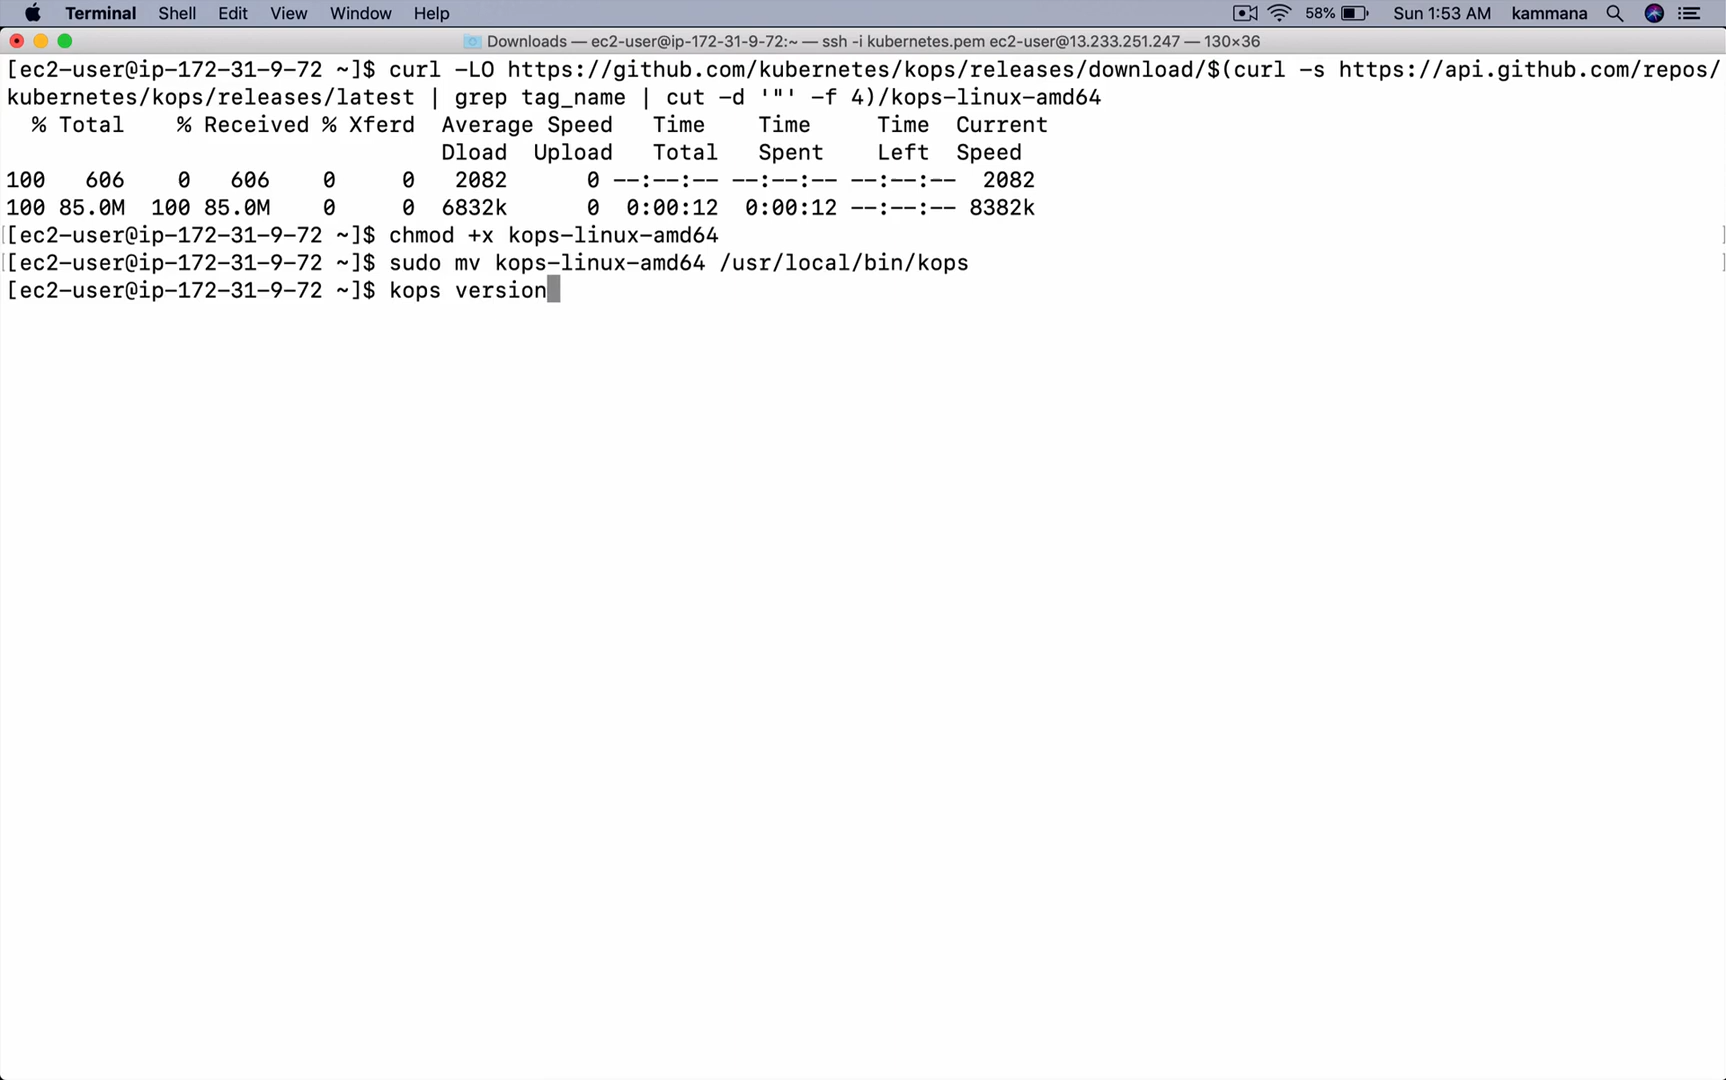 Terminal Shell Edit View Window Help 58% Sun 1:53 AM kammana
Downloads — ec2-user@ip-172-31-9-72:~ — ssh -i kubernetes.pem ec2-user@13.233.251.247 — 130×36
[ec2-user@ip-172-31-9-72 ~]$ curl -LO https://github.com/kubernetes/kops/releases/download/$(curl -s https://api.github.com/repos/
kubernetes/kops/releases/latest | grep tag_name | cut -d '"' -f 4)/kops-linux-amd64
% Total % Received % Xferd Average Speed Time Time Time Current
Dload Upload Total Spent Left Speed
100 606 0 606 0 0 2082 0 --:--:-- --:--:-- --:--:-- 2082
100 85.0M 100 85.0M 0 0 6832k 0 0:00:12 0:00:12 --:--:-- 8382k
[ec2-user@ip-172-31-9-72 ~]$ chmod +x kops-linux-amd64
[ec2-user@ip-172-31-9-72 ~]$ sudo mv kops-linux-amd64 /usr/local/bin/kops
[ec2-user@ip-172-31-9-72 ~]$ kops version